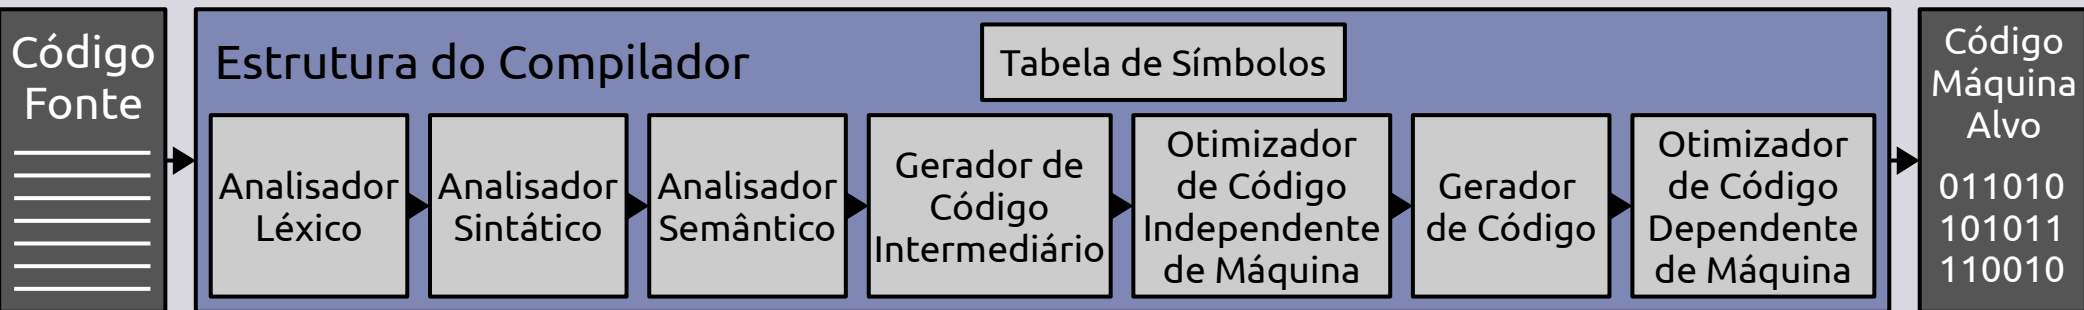 Código
Fonte
Estrutura do Compilador
Tabela de Símbolos
Analisador
Léxico
Analisador
Sintático
Analisador
Semântico
Gerador de
Código
Intermediário
Otimizador
de Código
Independente
de Máquina
Gerador
de Código
Otimizador
de Código
Dependente
de Máquina
Código
Máquina
Alvo
011010
101011
110010